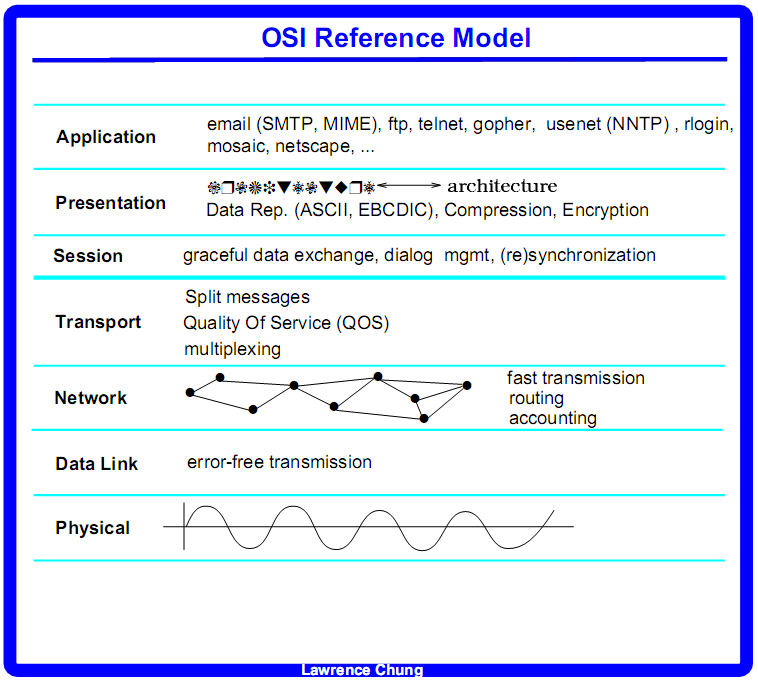 OSI Reference Model
Application
email (SMTP, MIME), ftp, telnet, gopher, usenet (NNTP) , rlogin,
mosaic, netscape, ...
Presentation
architecture
Data Rep. (ASCII, EBCDIC), Compression, Encryption
Session
graceful data exchange, dialog mgmt, (re)synchronization
Transport
Split messages
Quality Of Service (QOS)
multiplexing
Network
fast transmission
routing
accounting
Data Link
error-free transmission
Physical
Lawrence Chung